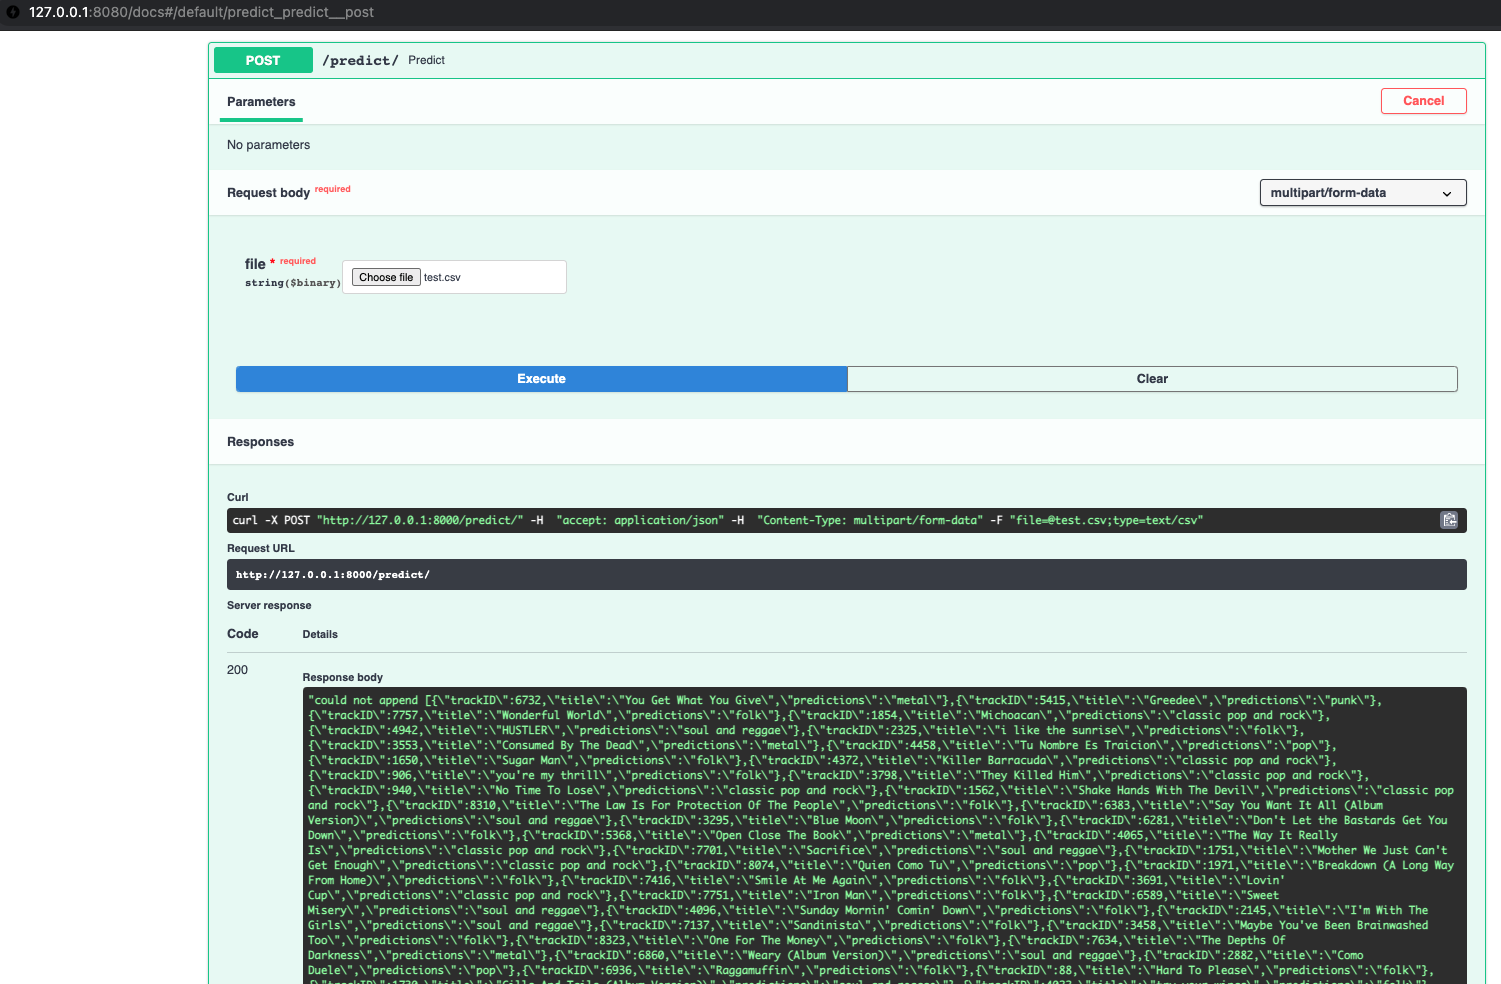 127.0.0.1:8080/docs#/default/predict_predict__post
POST /predict/ Predict
Parameters
Cancel
No parameters
Request body required
multipart/form-data
file * required
string($binary)
Choose file test.csv
Execute
Clear
Responses
Curl
curl -X POST "http://127.0.0.1:8000/predict/" -H  "accept: application/json" -H  "Content-Type: multipart/form-data" -F "file=@test.csv;type=text/csv"
Request URL
http://127.0.0.1:8000/predict/
Server response
Code Details
200
Response body
"could not append [{\"trackID\":6732,\"title\":\"You Get What You Give\",\"predictions\":\"metal\"},{\"trackID\":5415,\"title\":\"Greedee\",\"predictions\":\"punk\"},
{\"trackID\":7757,\"title\":\"Wonderful World\",\"predictions\":\"folk\"},{\"trackID\":1854,\"title\":\"Michoacan\",\"predictions\":\"classic pop and rock\"},
{\"trackID\":4942,\"title\":\"HUSTLER\",\"predictions\":\"soul and reggae\"},{\"trackID\":2325,\"title\":\"i like the sunrise\",\"predictions\":\"folk\"},
{\"trackID\":3553,\"title\":\"Consumed By The Dead\",\"predictions\":\"metal\"},{\"trackID\":4458,\"title\":\"Tu Nombre Es Traicion\",\"predictions\":\"pop\"},
{\"trackID\":1650,\"title\":\"Sugar Man\",\"predictions\":\"folk\"},{\"trackID\":4372,\"title\":\"Killer Barracuda\",\"predictions\":\"classic pop and rock\"},
{\"trackID\":906,\"title\":\"you're my thrill\",\"predictions\":\"folk\"},{\"trackID\":3798,\"title\":\"They Killed Him\",\"predictions\":\"classic pop and rock\"},
{\"trackID\":940,\"title\":\"No Time To Lose\",\"predictions\":\"classic pop and rock\"},{\"trackID\":1562,\"title\":\"Shake Hands With The Devil\",\"predictions\":\"classic pop
and rock\"},{\"trackID\":8310,\"title\":\"The Law Is For Protection Of The People\",\"predictions\":\"folk\"},{\"trackID\":6383,\"title\":\"Say You Want It All (Album
Version)\",\"predictions\":\"soul and reggae\"},{\"trackID\":3295,\"title\":\"Blue Moon\",\"predictions\":\"folk\"},{\"trackID\":6281,\"title\":\"Don't Let the Bastards Get You
Down\",\"predictions\":\"folk\"},{\"trackID\":5368,\"title\":\"Open Close The Book\",\"predictions\":\"metal\"},{\"trackID\":4065,\"title\":\"The Way It Really
Is\",\"predictions\":\"classic pop and rock\"},{\"trackID\":7701,\"title\":\"Sacrifice\",\"predictions\":\"soul and reggae\"},{\"trackID\":1751,\"title\":\"Mother We Just Can't
Get Enough\",\"predictions\":\"classic pop and rock\"},{\"trackID\":8074,\"title\":\"Quien Como Tu\",\"predictions\":\"pop\"},{\"trackID\":1971,\"title\":\"Breakdown (A Long Way
From Home)\",\"predictions\":\"folk\"},{\"trackID\":7416,\"title\":\"Smile At Me Again\",\"predictions\":\"folk\"},{\"trackID\":3691,\"title\":\"Lovin'
Cup\",\"predictions\":\"classic pop and rock\"},{\"trackID\":7751,\"title\":\"Iron Man\",\"predictions\":\"folk\"},{\"trackID\":6589,\"title\":\"Sweet
Misery\",\"predictions\":\"soul and reggae\"},{\"trackID\":4096,\"title\":\"Sunday Mornin' Comin' Down\",\"predictions\":\"folk\"},{\"trackID\":2145,\"title\":\"I'm With The
Girls\",\"predictions\":\"soul and reggae\"},{\"trackID\":7137,\"title\":\"Sandinista\",\"predictions\":\"folk\"},{\"trackID\":3458,\"title\":\"Maybe You've Been Brainwashed
Too\",\"predictions\":\"folk\"},{\"trackID\":8323,\"title\":\"One For The Money\",\"predictions\":\"folk\"},{\"trackID\":7634,\"title\":\"The Depths Of
Darkness\",\"predictions\":\"metal\"},{\"trackID\":6860,\"title\":\"Weary (Album Version)\",\"predictions\":\"soul and reggae\"},{\"trackID\":2882,\"title\":\"Como
Duele\",\"predictions\":\"pop\"},{\"trackID\":6936,\"title\":\"Raggamuffin\",\"predictions\":\"folk\"},{\"trackID\":88,\"title\":\"Hard To Please\",\"predictions\":\"folk\"},